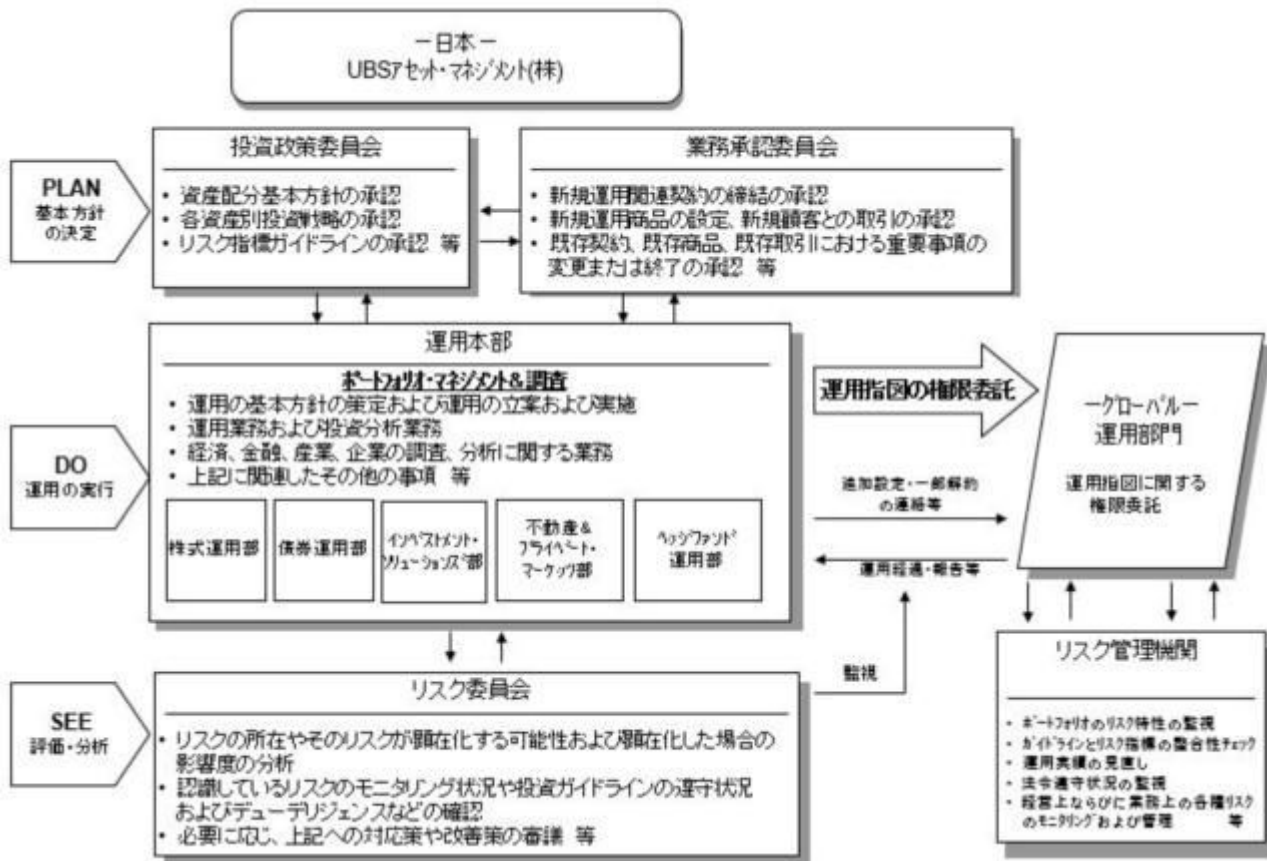 －日本－
UBSアセット・マネジメント(株)
PLAN
基本方針
の決定
投資政策委員会
・ 資産配分基本方針の承認
・ 各資産別投資戦略の承認
・ リスク指標ガイドラインの承認 等
業務承認委員会
・ 新規運用関連契約の締結の承認
・ 新規運用商品の設定、新規顧客との取引の承認
・ 既存契約、既存商品、既存取引における重要事項の
変更または終了の承認 等
DO
運用の実行
運用本部
ポートフォリオ・マネジメント&調査
・ 運用の基本方針の策定および運用の立案および実施
・ 運用業務および投資分析業務
・ 経済、金融、産業、企業の調査、分析に関する業務
・ 上記に関連したその他の事項 等
株式運用部
債券運用部
インベストメント・
ソリューションズ部
不動産&
プライベート・
マーケッツ部
ヘッジファンド
運用部
運用指図の権限委託
追加設定・一部解約
の連絡等
運用経過・報告等
－グローバル－
運用部門
運用指図に関する
権限委託
SEE
評価・分析
リスク委員会
・ リスクの所在やそのリスクが顕在化する可能性および顕在化した場合の
影響度の分析
・ 認識しているリスクのモニタリング状況や投資ガイドラインの遵守状況
およびデューデリジェンスなどの確認
・ 必要に応じ、上記への対応策や改善策の審議 等
監視
リスク管理機関
・ ポートフォリオのリスク特性の監視
・ ガイドラインとリスク指標の整合性チェック
・ 運用実績の見直し
・ 法令遵守状況の監視
・ 経営上ならびに業務上の各種リスク
のモニタリングおよび管理 等